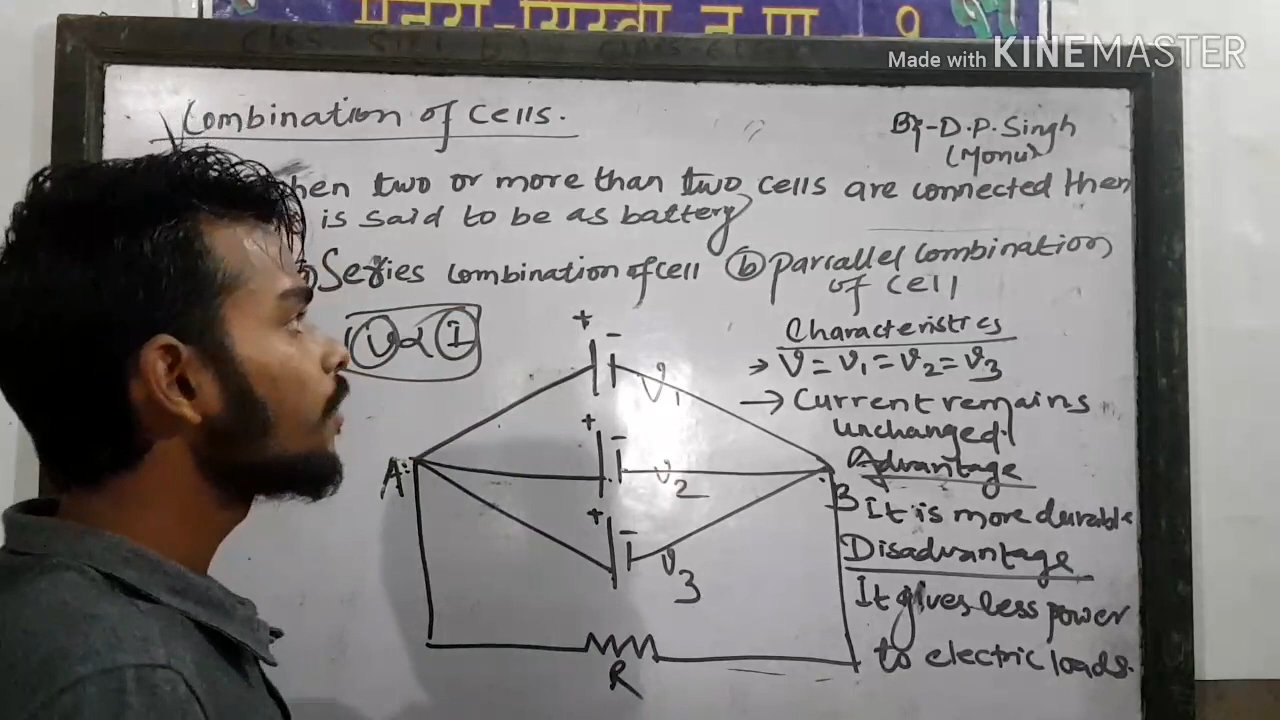 Made with KINEMASTER
Combination of Cells.
By-D.P.Singh
(Monu)
hen two or more than two cells are connected then
is said to be as battery
Series combination of cell (b) parallel combination
of cell
V ∝ I
Characteristics
→ V = V1 = V2 = V3
→ Current remains
unchanged.
Advantage
It is more durable
Disadvantage
It gives less power
to electric loads.
+ -
V1
+ -
A V2 B
+ -
V3
R